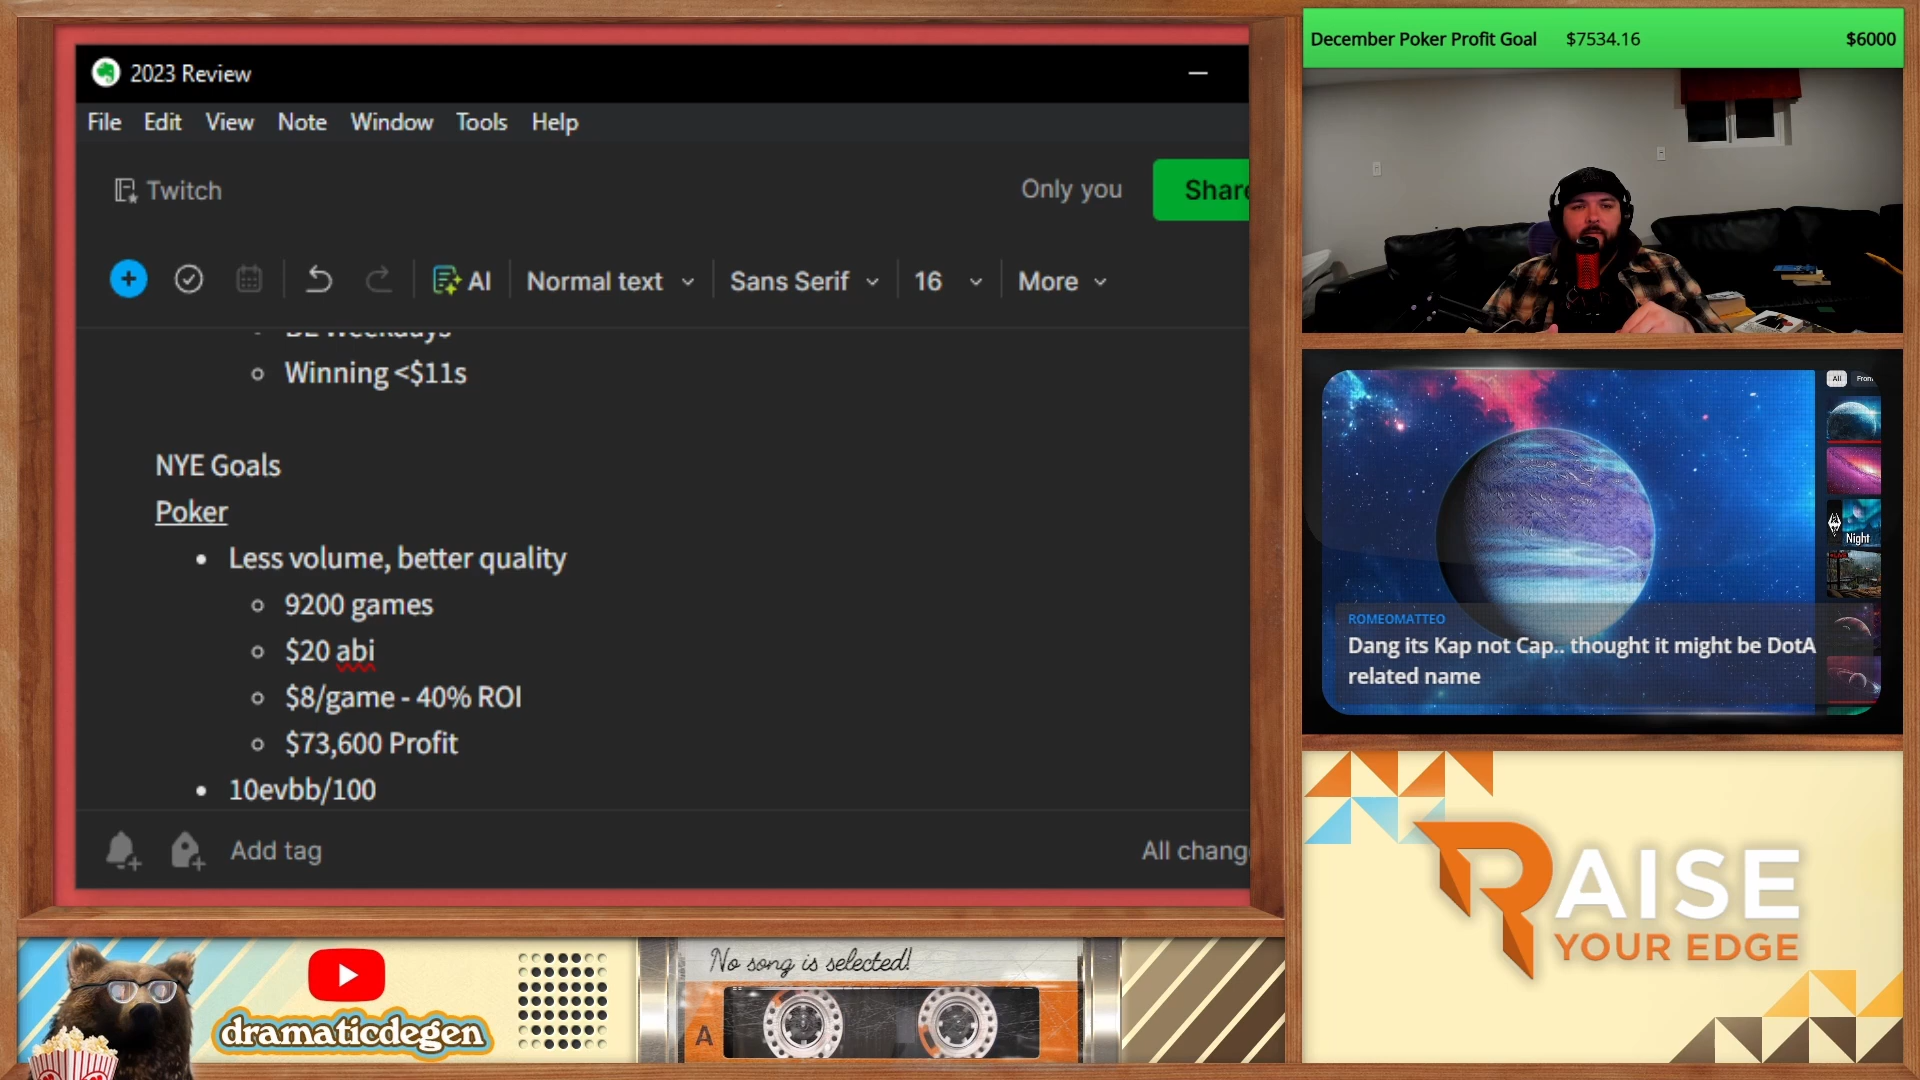 2023 Review
File Edit View Note Window Tools Help
Twitch
Only you
Share
AI
Normal text
Sans Serif
16
More
Winning <$11s
NYE Goals
Poker
Less volume, better quality
9200 games
$20 abi
$8/game - 40% ROI
$73,600 Profit
10evbb/100
Add tag
All chang
December Poker Profit Goal $7534.16 $6000
All
Night
ROMEOMATTEO
Dang its Kap not Cap.. thought it might be DotA
related name
RAISE
YOUR EDGE
dramaticdegen
No song is selected!
A